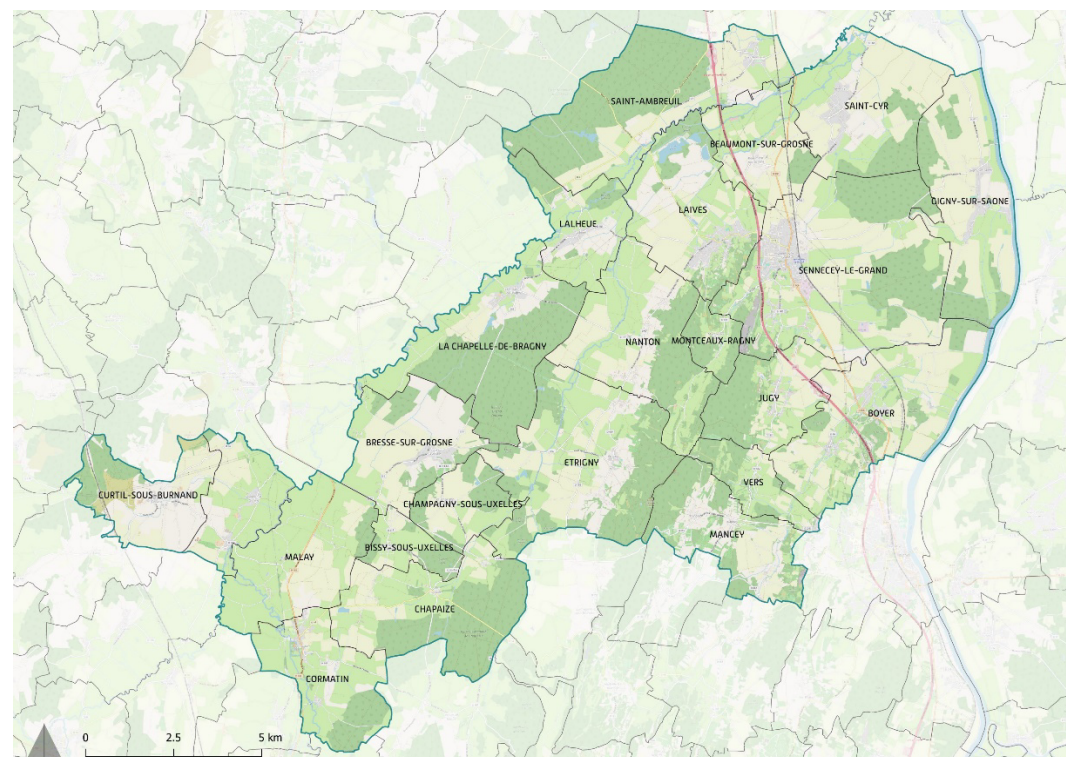 SAINT-AMBREUIL
SAINT-CYR
BEAUMONT-SUR-GROSNE
GIGNY-SUR-SAONE
LAIVES
LALHEUE
SENNECEY-LE-GRAND
NANTON
MONTCEAUX-RAGNY
LA CHAPELLE-DE-BRAGNY
JUGY
BOYER
BRESSE-SUR-GROSNE
ETRIGNY
VERS
CURTIL-SOUS-BURNAND
CHAMPAGNY-SOUS-UXELLES
MANCEY
BISSY-SOUS-UXELLES
MALAY
CHAPAIZE
CORMATIN
0 2.5 5 km